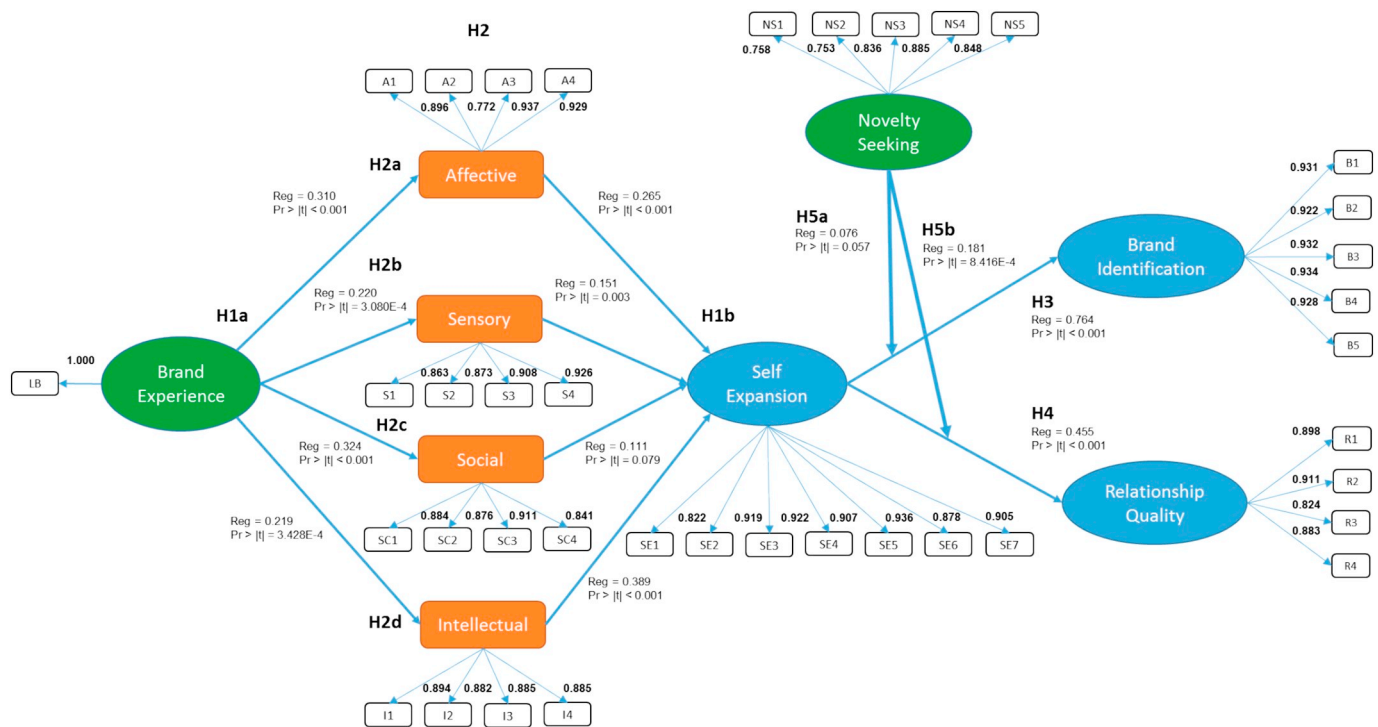 H2
NS1
NS2
NS3
NS4
NS5
0.758
0.753
0.836
0.885
0.848
A1
A2
A3
A4
0.896
0.772
0.937
0.929
Novelty
Seeking
H2a
Affective
Reg = 0.310
Pr > |t| < 0.001
Reg = 0.265
Pr > |t| < 0.001
H5a
Reg = 0.076
Pr > |t| = 0.057
H5b
Reg = 0.181
Pr > |t| = 8.416E-4
0.931
0.922
0.932
0.934
0.928
B1
B2
B3
B4
B5
Brand
Identification
H2b
Reg = 0.220
Pr > |t| = 3.080E-4
Reg = 0.151
Pr > |t| = 0.003
H1a
Sensory
H1b
H3
Reg = 0.764
Pr > |t| < 0.001
1.000
LB
Brand
Experience
0.863
0.873
0.908
0.926
S1
S2
S3
S4
Self
Expansion
H2c
Reg = 0.324
Pr > |t| < 0.001
Social
Reg = 0.111
Pr > |t| = 0.079
H4
Reg = 0.455
Pr > |t| < 0.001
0.898
0.911
0.824
0.883
R1
R2
R3
R4
Relationship
Quality
0.884
0.876
0.911
0.841
SC1
SC2
SC3
SC4
0.822
0.919
0.922
0.907
0.936
0.878
0.905
SE1
SE2
SE3
SE4
SE5
SE6
SE7
Reg = 0.219
Pr > |t| = 3.428E-4
Reg = 0.389
Pr > |t| < 0.001
H2d
Intellectual
0.894
0.882
0.885
0.885
I1
I2
I3
I4